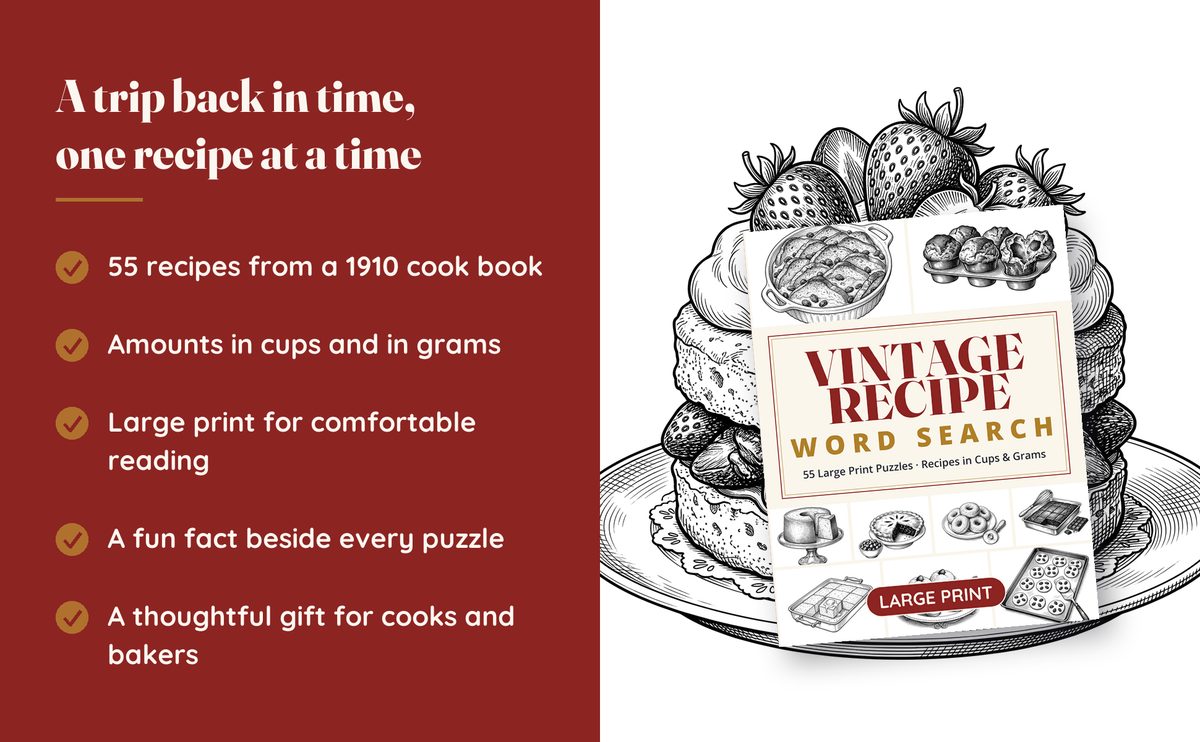 A trip back in time,
one recipe at a time
55 recipes from a 1910 cook book
Amounts in cups and in grams
Large print for comfortable
reading
A fun fact beside every puzzle
A thoughtful gift for cooks and
bakers
VINTAGE
RECIPE
WORD SEARCH
55 Large Print Puzzles · Recipes in Cups & Grams
LARGE PRINT